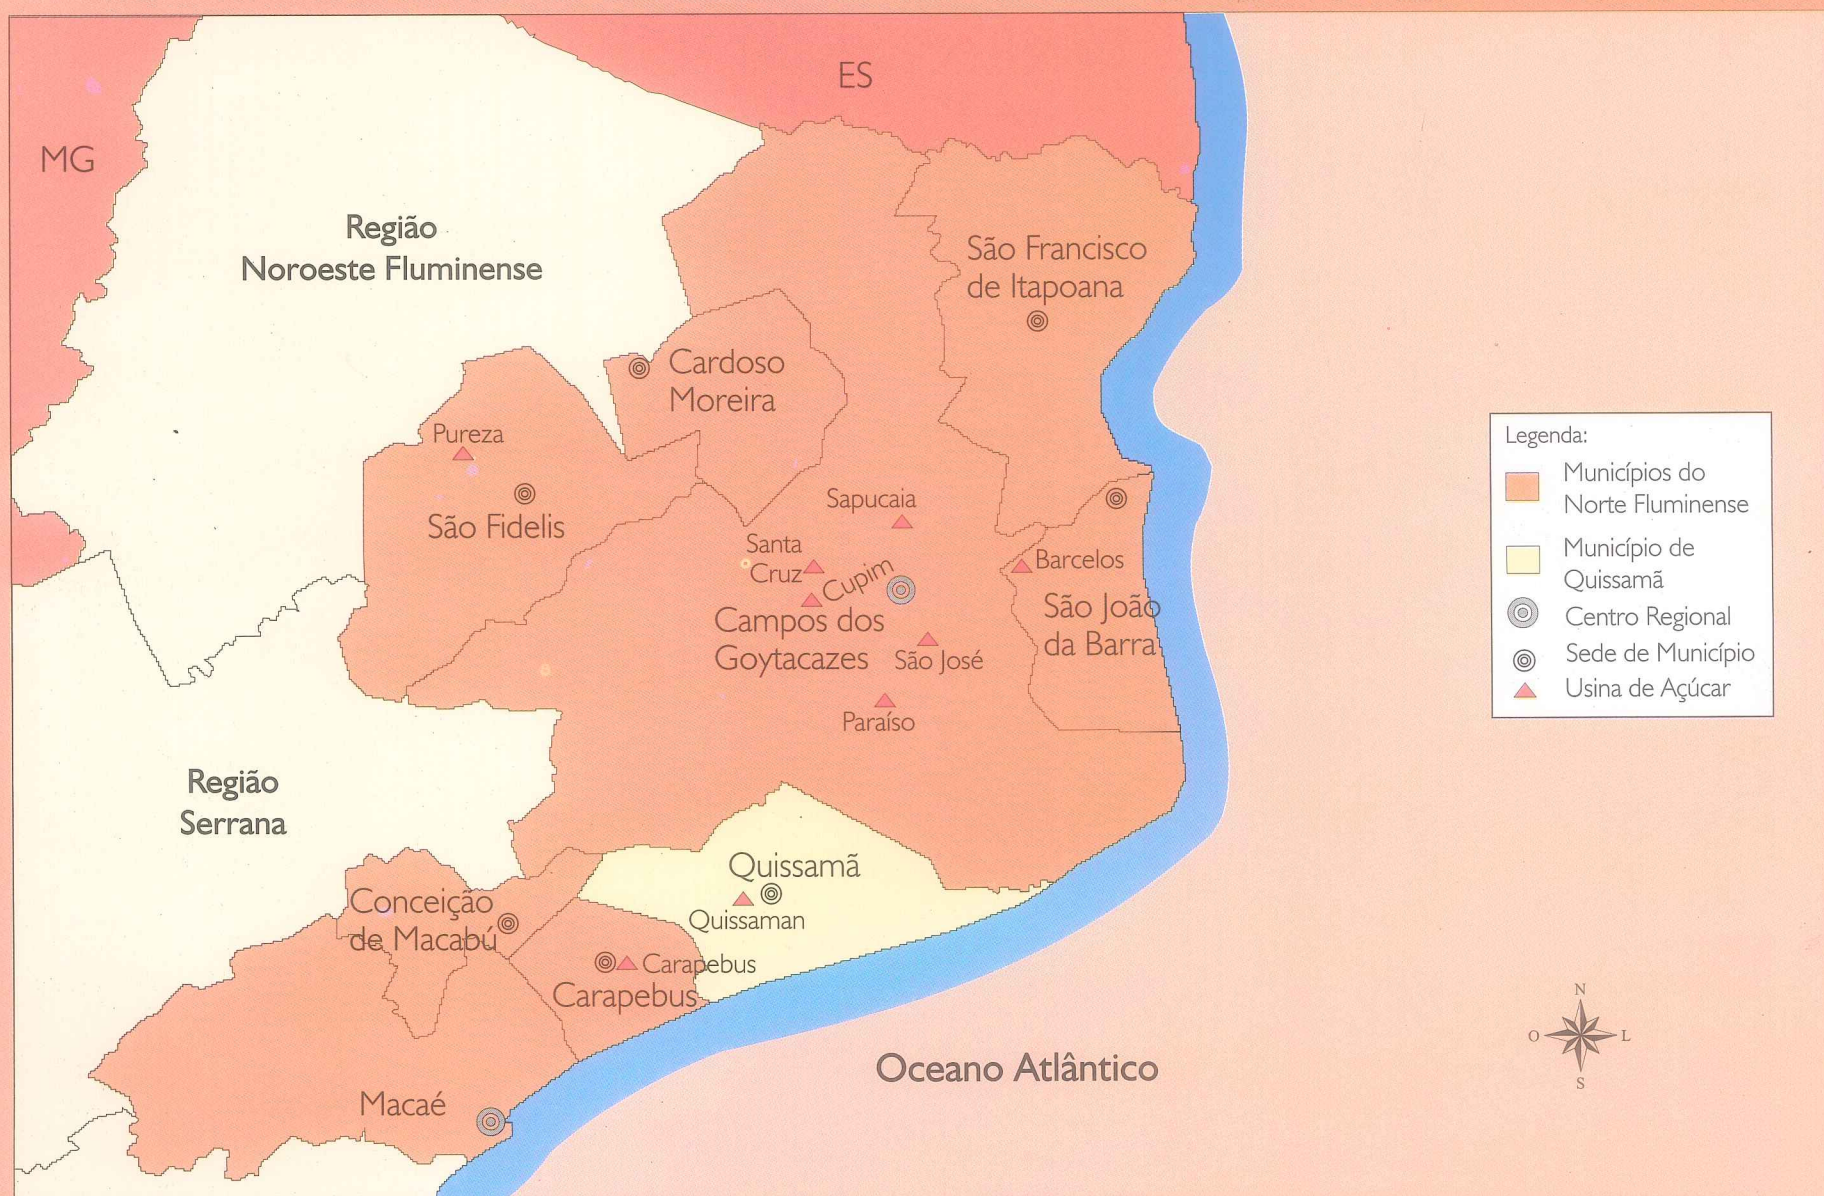 ES
MG
Região
Noroeste Fluminense
São Francisco
de Itapoana
Cardoso
Moreira
Pureza
São Fidelis
Sapucaia
Santa
Cruz
Cupim
Campos dos
Goytacazes
Barcelos
São João
da Barra
São José
Paraíso
Legenda:
Municípios do
Norte Fluminense
Município de
Quissamã
Centro Regional
Sede de Município
Usina de Açúcar
Região
Serrana
Quissamã
Quissaman
Conceição
de Macabú
Carapebus
Carapebus
Macaé
Oceano Atlântico
N
O
L
S